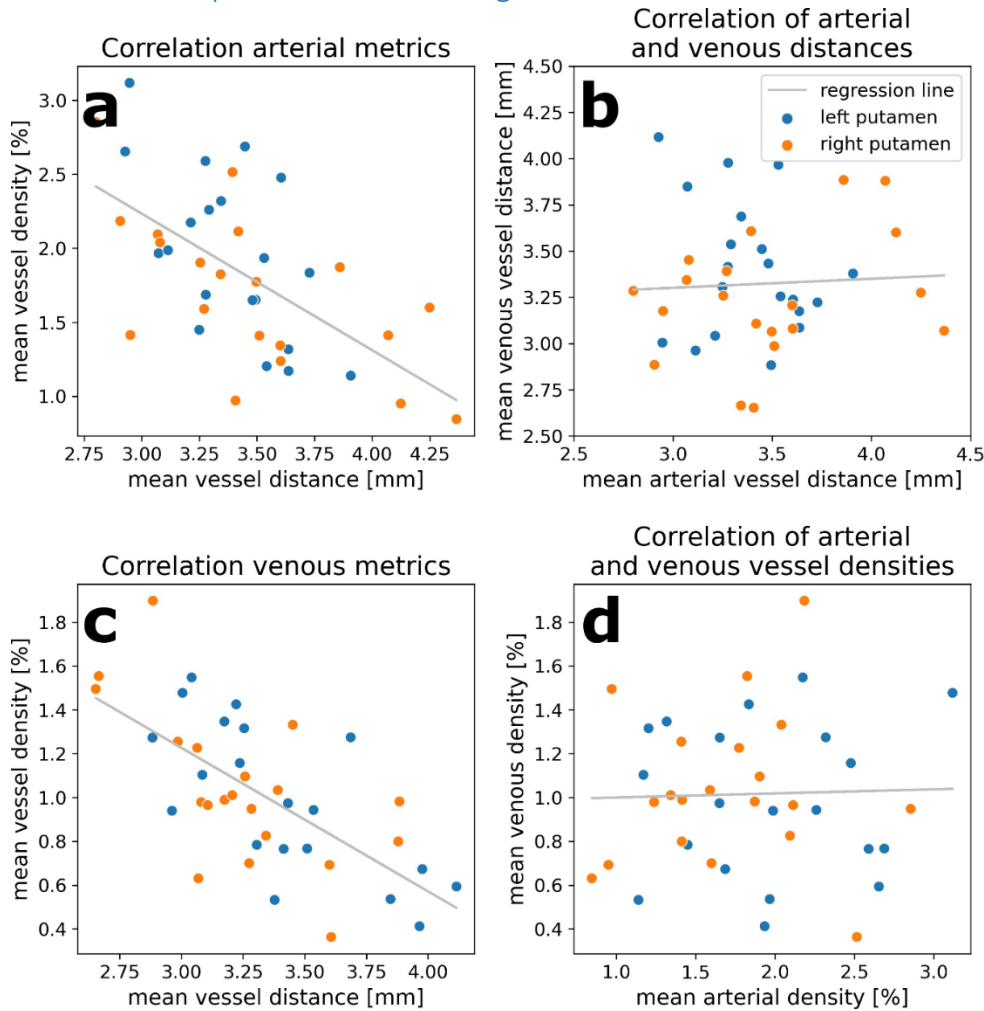 Correlation arterial metrics
a
mean vessel density [%]
3.0
2.5
2.0
1.5
1.0
2.75 3.00 3.25 3.50 3.75 4.00 4.25
mean vessel distance [mm]
Correlation of arterial
and venous distances
b
mean venous vessel distance [mm]
4.50
4.25
4.00
3.75
3.50
3.25
3.00
2.75
2.50
regression line
left putamen
right putamen
2.5 3.0 3.5 4.0 4.5
mean arterial vessel distance [mm]
Correlation venous metrics
c
mean vessel density [%]
1.8
1.6
1.4
1.2
1.0
0.8
0.6
0.4
2.75 3.00 3.25 3.50 3.75 4.00
mean vessel distance [mm]
Correlation of arterial
and venous vessel densities
d
mean venous density [%]
1.8
1.6
1.4
1.2
1.0
0.8
0.6
0.4
1.0 1.5 2.0 2.5 3.0
mean arterial density [%]